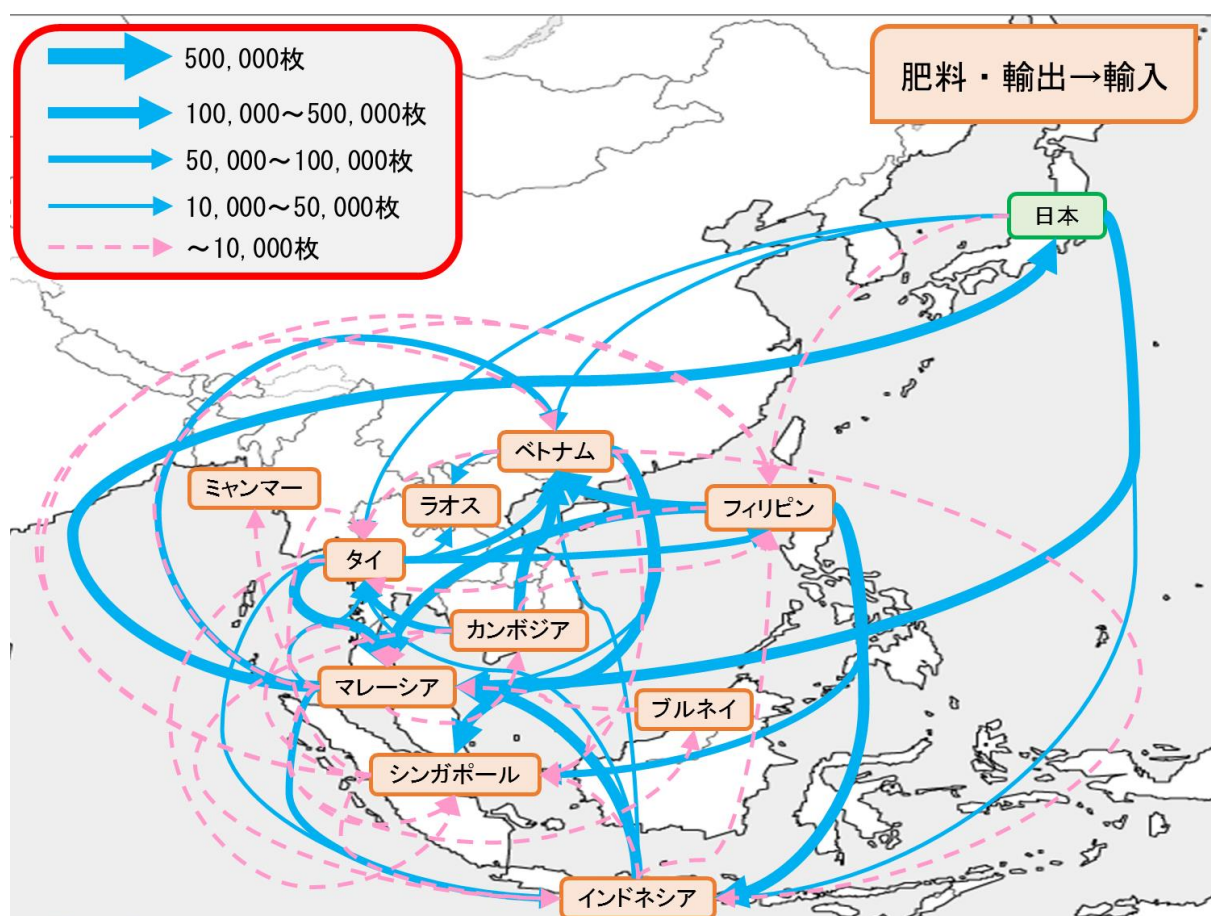 500,000枚
100,000～500,000枚
50,000～100,000枚
10,000～50,000枚
～10,000枚
肥料・輸出→輸入
日本
ベトナム
ミャンマー
ラオス
フィリピン
タイ
カンボジア
マレーシア
ブルネイ
シンガポール
インドネシア